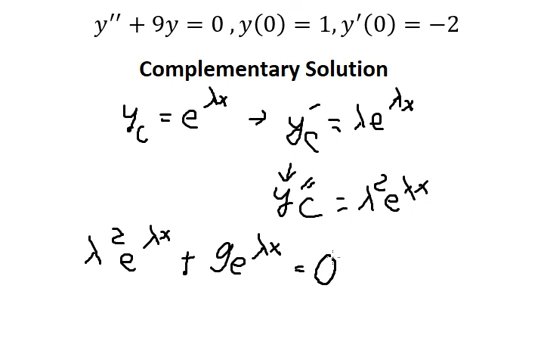 y′′ + 9y = 0 , y(0) = 1, y′(0) = −2
Complementary Solution
y_c = e^{λx} → y_c′ = λe^{λx}
↓
y_c″ = λ²e^{λx}
λ²e^{λx} + 9e^{λx} = 0